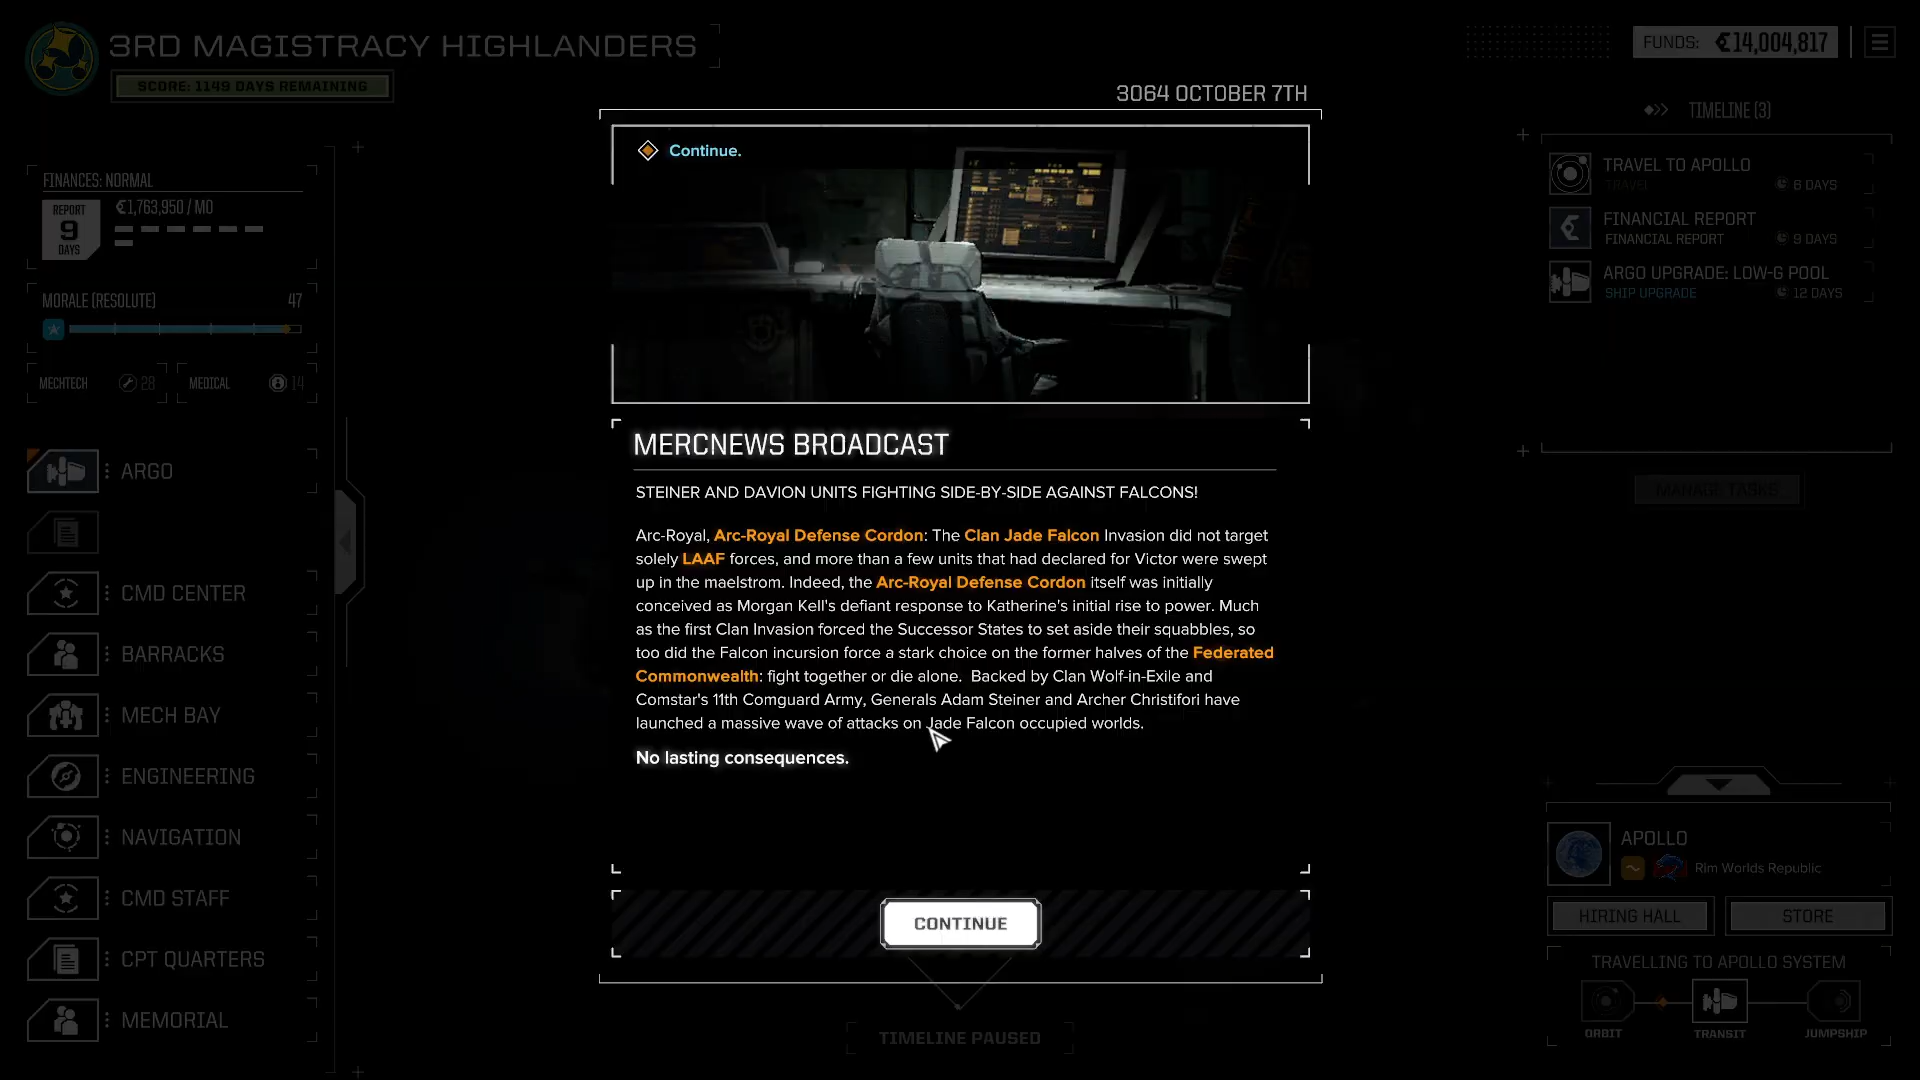 3RD MAGISTRACY HIGHLANDERS
SCORE: 1149 DAYS REMAINING
FUNDS: 14,004,817
3064 OCTOBER 7TH
TIMELINE (3)
Continue.
TRAVEL TO APOLLO
TRAVEL
6 DAYS
FINANCIAL REPORT
FINANCIAL REPORT
9 DAYS
ARGO UPGRADE: LOW-G POOL
SHIP UPGRADE
12 DAYS
MANAGE TASKS
FINANCES: NORMAL
REPORT
9
DAYS
1,763,950 / MO
MORALE (RESOLUTE) 47
MECHTECH 28
MEDICAL 14
ARGO
CMD CENTER
BARRACKS
MECH BAY
ENGINEERING
NAVIGATION
CMD STAFF
CPT QUARTERS
MEMORIAL
MERCNEWS BROADCAST
STEINER AND DAVION UNITS FIGHTING SIDE-BY-SIDE AGAINST FALCONS!
Arc-Royal, Arc-Royal Defense Cordon: The Clan Jade Falcon Invasion did not target
solely LAAF forces, and more than a few units that had declared for Victor were swept
up in the maelstrom. Indeed, the Arc-Royal Defense Cordon itself was initially
conceived as Morgan Kell's defiant response to Katherine's initial rise to power. Much
as the first Clan Invasion forced the Successor States to set aside their squabbles, so
too did the Falcon incursion force a stark choice on the former halves of the Federated
Commonwealth: fight together or die alone. Backed by Clan Wolf-in-Exile and
Comstar's 11th Comguard Army, Generals Adam Steiner and Archer Christifori have
launched a massive wave of attacks on Jade Falcon occupied worlds.
No lasting consequences.
CONTINUE
TIMELINE PAUSED
APOLLO
Rim Worlds Republic
HIRING HALL
STORE
TRAVELLING TO APOLLO SYSTEM
ORBIT
TRANSIT
JUMPSHIP